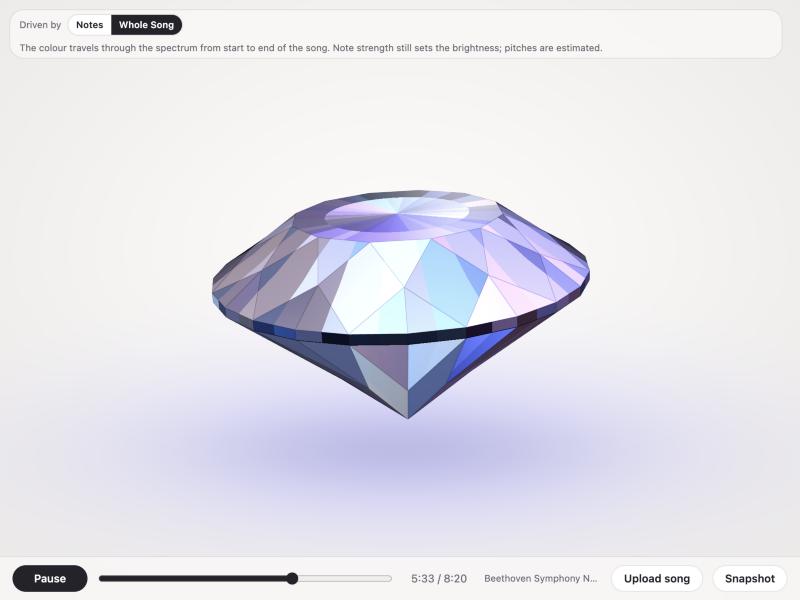 Driven by Notes Whole Song
The colour travels through the spectrum from start to end of the song. Note strength still sets the brightness; pitches are estimated.
Pause 5:33 / 8:20 Beethoven Symphony N... Upload song Snapshot